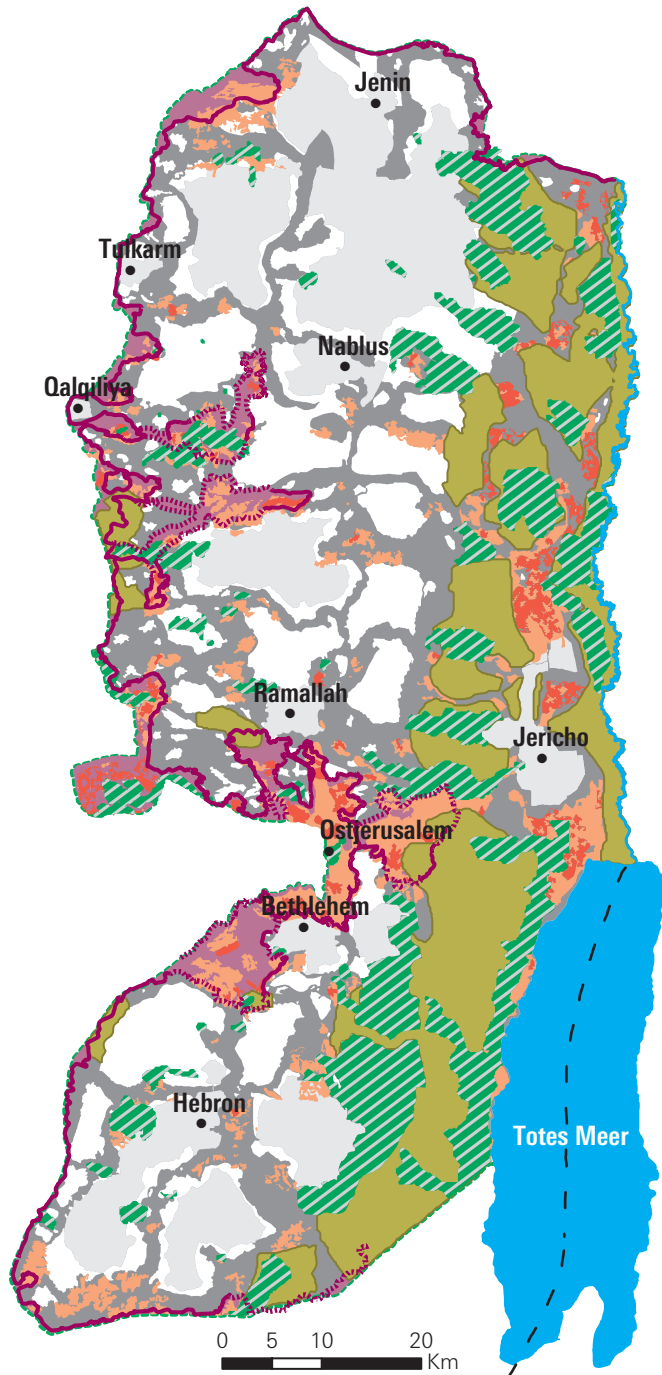 Jenin
Tulkarm
Nablus
Qalqiliya
Ramallah
Jericho
Ostjerusalem
Bethlehem
Hebron
Totes Meer
0 5 10 20
Km